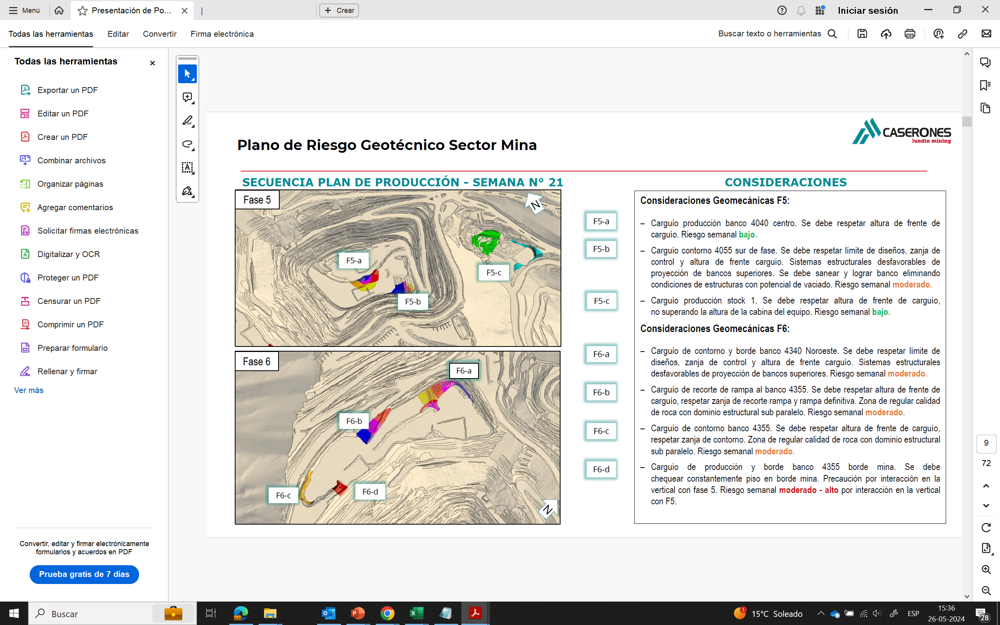 Menú
Presentación de Po...
Crear
Iniciar sesión
Todas las herramientas
Editar
Convertir
Firma electrónica
Buscar texto o herramientas
Todas las herramientas
Exportar un PDF
Editar un PDF
Crear un PDF
Combinar archivos
Organizar páginas
Agregar comentarios
Solicitar firmas electrónicas
Digitalizar y OCR
Proteger un PDF
Censurar un PDF
Comprimir un PDF
Preparar formulario
Rellenar y firmar
Ver más
Convertir, editar y firmar electrónicamente
formularios y acuerdos en PDF
Prueba gratis de 7 días
CASERONES
lundin mining
Plano de Riesgo Geotécnico Sector Mina
SECUENCIA PLAN DE PRODUCCIÓN - SEMANA N° 21
Fase 5
N
F5-a
F5-b
F5-c
Fase 6
F6-a
F6-b
F6-c
F6-d
N
CONSIDERACIONES
Consideraciones Geomecánicas F5:
F5-a
– Carguío producción banco 4040 centro. Se debe respetar altura de frente de
carguío. Riesgo semanal bajo.
F5-b
– Carguío contorno 4055 sur de fase. Se debe respetar límite de diseños, zanja de
control y altura de frente carguío. Sistemas estructurales desfavorables de
proyección de bancos superiores. Se debe sanear y lograr banco eliminando
condiciones de estructuras con potencial de vaciado. Riesgo semanal moderado.
F5-c
– Carguío producción stock 1. Se debe respetar altura de frente de carguío,
no superando la altura de la cabina del equipo. Riesgo semanal bajo.
Consideraciones Geomecánicas F6:
F6-a
– Carguío de contorno y borde banco 4340 Noroeste. Se debe respetar límite de
diseños, zanja de control y altura de frente carguío. Sistemas estructurales
desfavorables de proyección de bancos superiores. Riesgo semanal moderado.
F6-b
– Carguío de recorte de rampa al banco 4355. Se debe respetar altura de frente de
carguío, respetar zanja de recorte rampa y rampa definitiva. Zona de regular calidad
de roca con dominio estructural sub paralelo. Riesgo semanal moderado.
F6-c
– Carguío de contorno banco 4355. Se debe respetar altura de frente de carguío,
respetar zanja de contorno. Zona de regular calidad de roca con dominio estructural
sub paralelo. Riesgo semanal moderado.
F6-d
– Carguío de producción y borde banco 4355 borde mina. Se debe
chequear constantemente piso en borde mina. Precaución por interacción en la
vertical con fase 5. Riesgo semanal moderado - alto por interacción en la vertical
con F5.
9
72
Buscar
1
15°C Soleado
ESP
15:36
26-05-2024
28